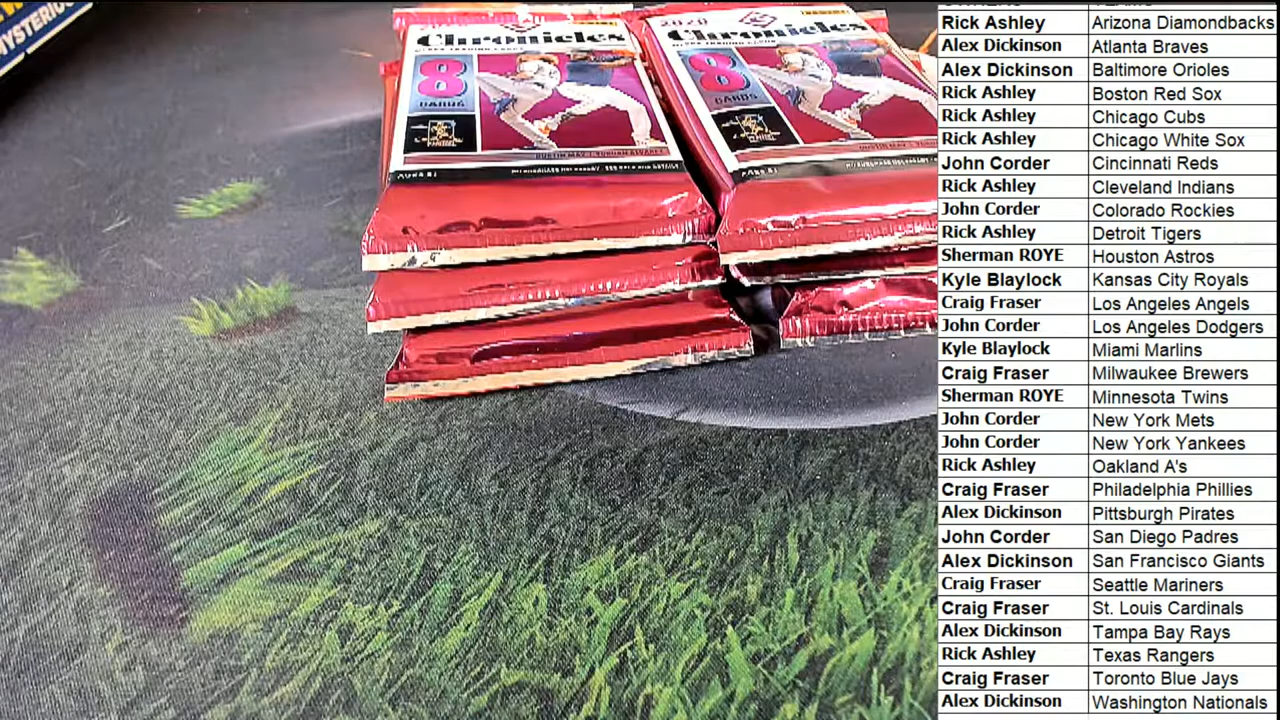 MYSTERIOUS
Chronicles
8
CARDS
PANINI
DUSTIN MAY • YORDAN ALVAREZ
2020
Chronicles
8
CARDS
Rick Ashley Arizona Diamondbacks
Alex Dickinson Atlanta Braves
Alex Dickinson Baltimore Orioles
Rick Ashley Boston Red Sox
Rick Ashley Chicago Cubs
Rick Ashley Chicago White Sox
John Corder Cincinnati Reds
Rick Ashley Cleveland Indians
John Corder Colorado Rockies
Rick Ashley Detroit Tigers
Sherman ROYE Houston Astros
Kyle Blaylock Kansas City Royals
Craig Fraser Los Angeles Angels
John Corder Los Angeles Dodgers
Kyle Blaylock Miami Marlins
Craig Fraser Milwaukee Brewers
Sherman ROYE Minnesota Twins
John Corder New York Mets
John Corder New York Yankees
Rick Ashley Oakland A's
Craig Fraser Philadelphia Phillies
Alex Dickinson Pittsburgh Pirates
John Corder San Diego Padres
Alex Dickinson San Francisco Giants
Craig Fraser Seattle Mariners
Craig Fraser St. Louis Cardinals
Alex Dickinson Tampa Bay Rays
Rick Ashley Texas Rangers
Craig Fraser Toronto Blue Jays
Alex Dickinson Washington Nationals